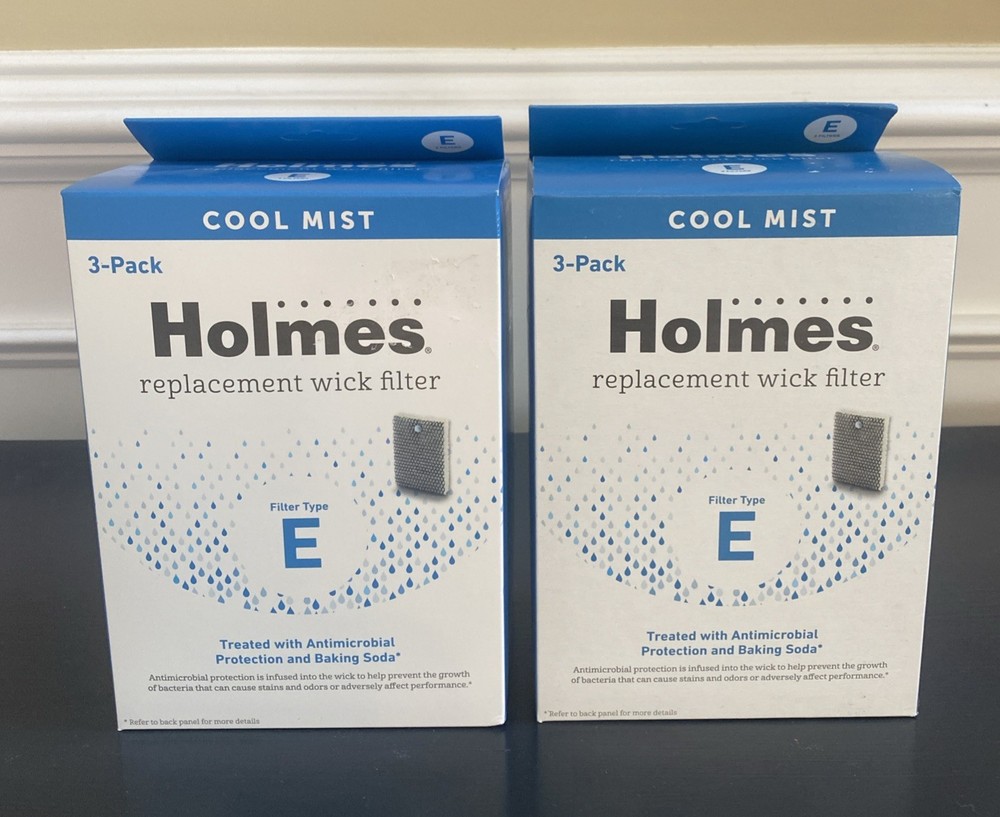 E
E
COOL MIST
3-Pack
Holmes®
replacement wick filter
Filter Type
E
Treated with Antimicrobial
Protection and Baking Soda*
Antimicrobial protection is infused into the wick to help prevent the growth
of bacteria that can cause stains and odors or adversely affect performance.*
* Refer to back panel for more details
E
Holmes
E
COOL MIST
3-Pack
Holmes®
replacement wick filter
Filter Type
E
Treated with Antimicrobial
Protection and Baking Soda*
Antimicrobial protection is infused into the wick to help prevent the growth
of bacteria that can cause stains and odors or adversely affect performance.*
*Refer to back panel for more details